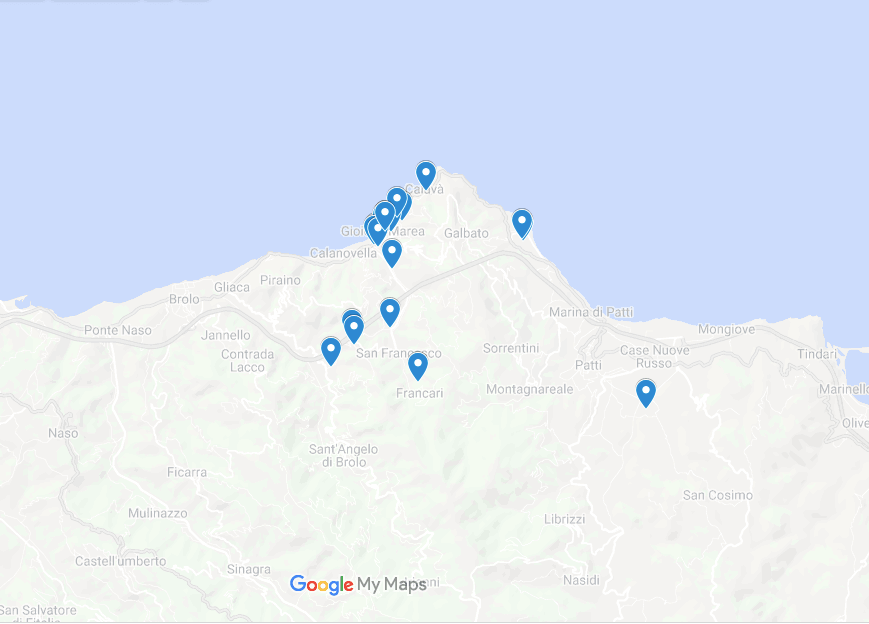 Calavà
Galbato
Calanovella
Piraino
Gliaca
Brolo
Ponte Naso
Jannello
Contrada
Lacco
Marina di Patti
Mongiove
Tindari
San Francesco
Sorrentini
Patti
Case Nuove
Russo
Marinello
Francari
Montagnareale
Olive
Naso
Sant'Angelo
di Brolo
Ficarra
San Cosimo
Mulinazzo
Librizzi
Castell'umberto
Sinagra
Nasidi
Google My Maps
San Salvatore
di Fitalia